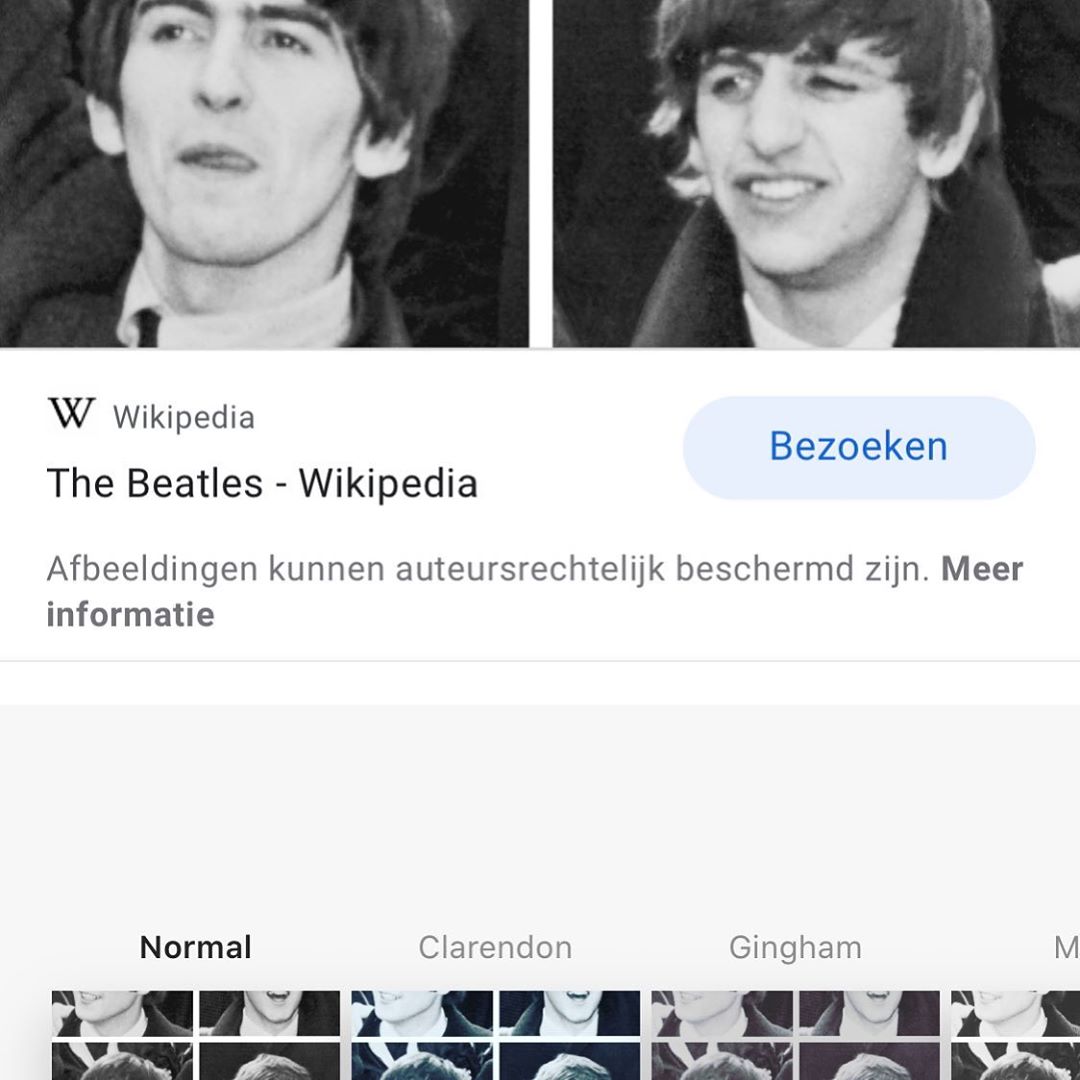 W Wikipedia
Bezoeken
The Beatles - Wikipedia
Afbeeldingen kunnen auteursrechtelijk beschermd zijn. Meer
informatie
Normal Clarendon Gingham M